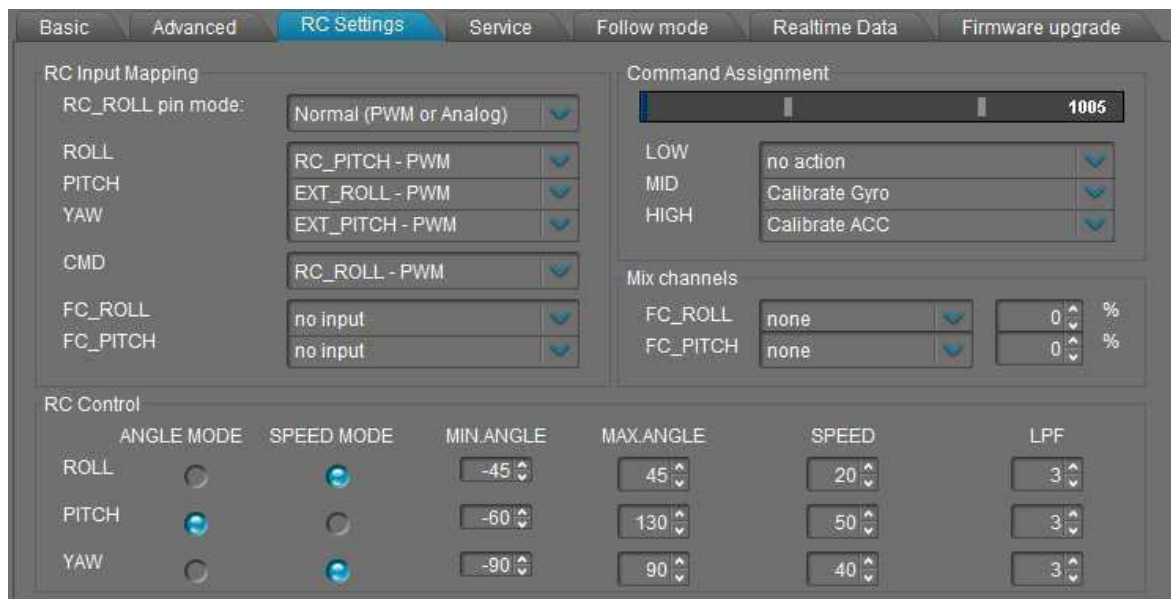 Basic Advanced RC Settings Service Follow mode Realtime Data Firmware upgrade
RC Input Mapping
RC_ROLL pin mode: Normal (PWM or Analog)
ROLL RC_PITCH - PWM
PITCH EXT_ROLL - PWM
YAW EXT_PITCH - PWM
CMD RC_ROLL - PWM
FC_ROLL no input
FC_PITCH no input
Command Assignment
1005
LOW no action
MID Calibrate Gyro
HIGH Calibrate ACC
Mix channels
FC_ROLL none 0 %
FC_PITCH none 0 %
RC Control
ANGLE MODE SPEED MODE MIN.ANGLE MAX.ANGLE SPEED LPF
ROLL -45 45 20 3
PITCH -60 130 50 3
YAW -90 90 40 3